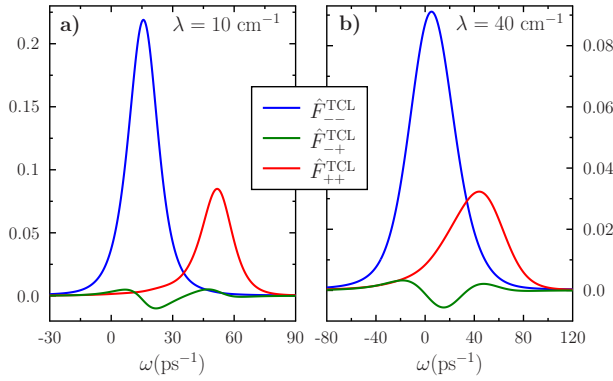 a) λ = 10 cm⁻¹
b) λ = 40 cm⁻¹
0.2
0.15
0.1
0.05
0.0
0.08
0.06
0.04
0.02
0.0
F̂₋₋^TCL
F̂₋₊^TCL
F̂₊₊^TCL
-30 0 30 60 90
-80 -40 0 40 80 120
ω(ps⁻¹)
ω(ps⁻¹)